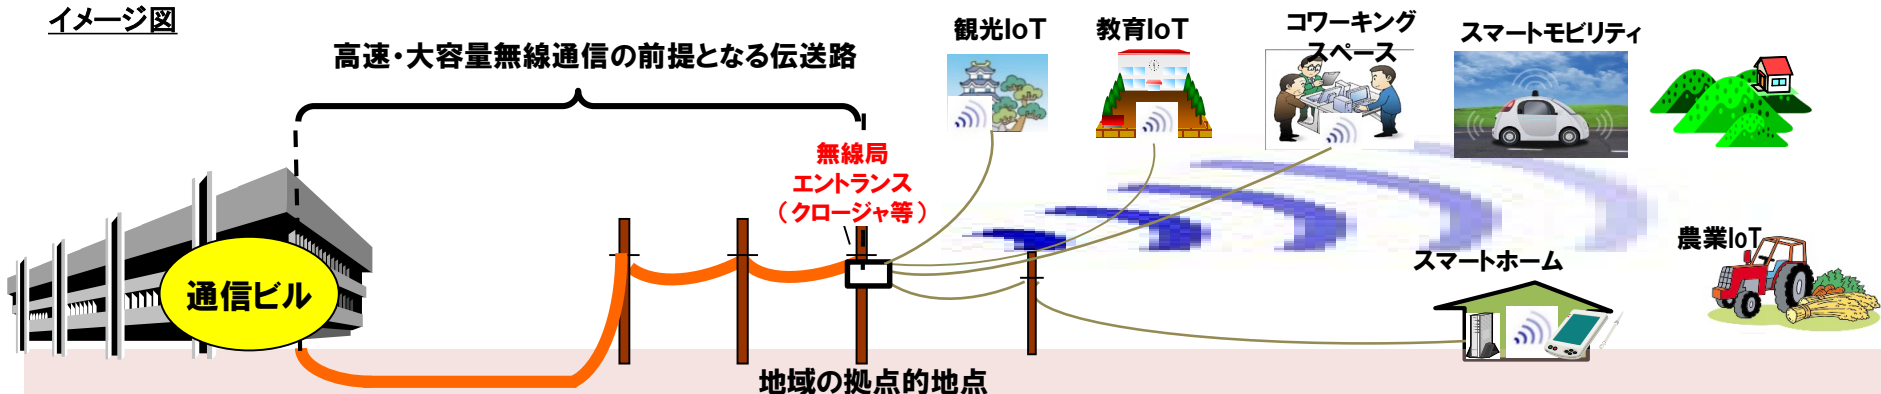 イメージ図
高速・大容量無線通信の前提となる伝送路
観光IoT
教育IoT
コワーキング
スペース
スマートモビリティ
無線局
エントランス
（クロージャ等）
通信ビル
スマートホーム
農業IoT
地域の拠点的地点